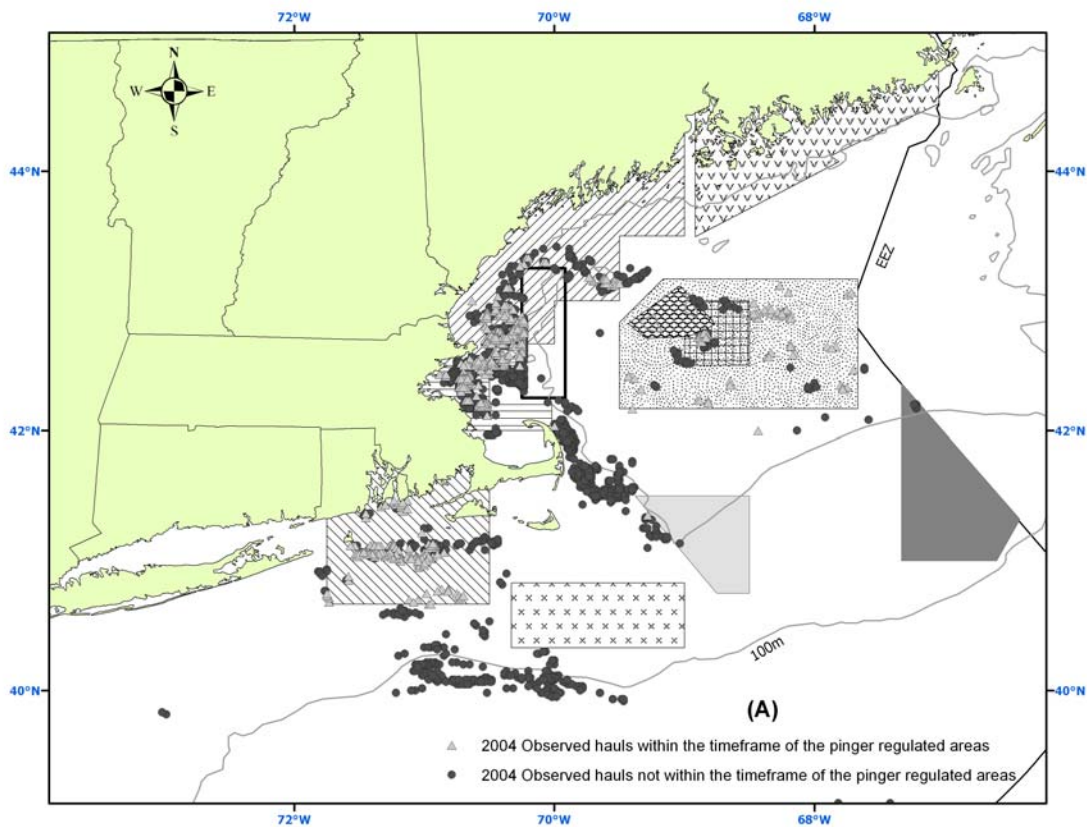 72°W 70°W 68°W
N
W E
S
44°N 44°N
EEZ
42°N 42°N
100m
40°N 40°N
(A)
2004 Observed hauls within the timeframe of the pinger regulated areas
2004 Observed hauls not within the timeframe of the pinger regulated areas
72°W 70°W 68°W